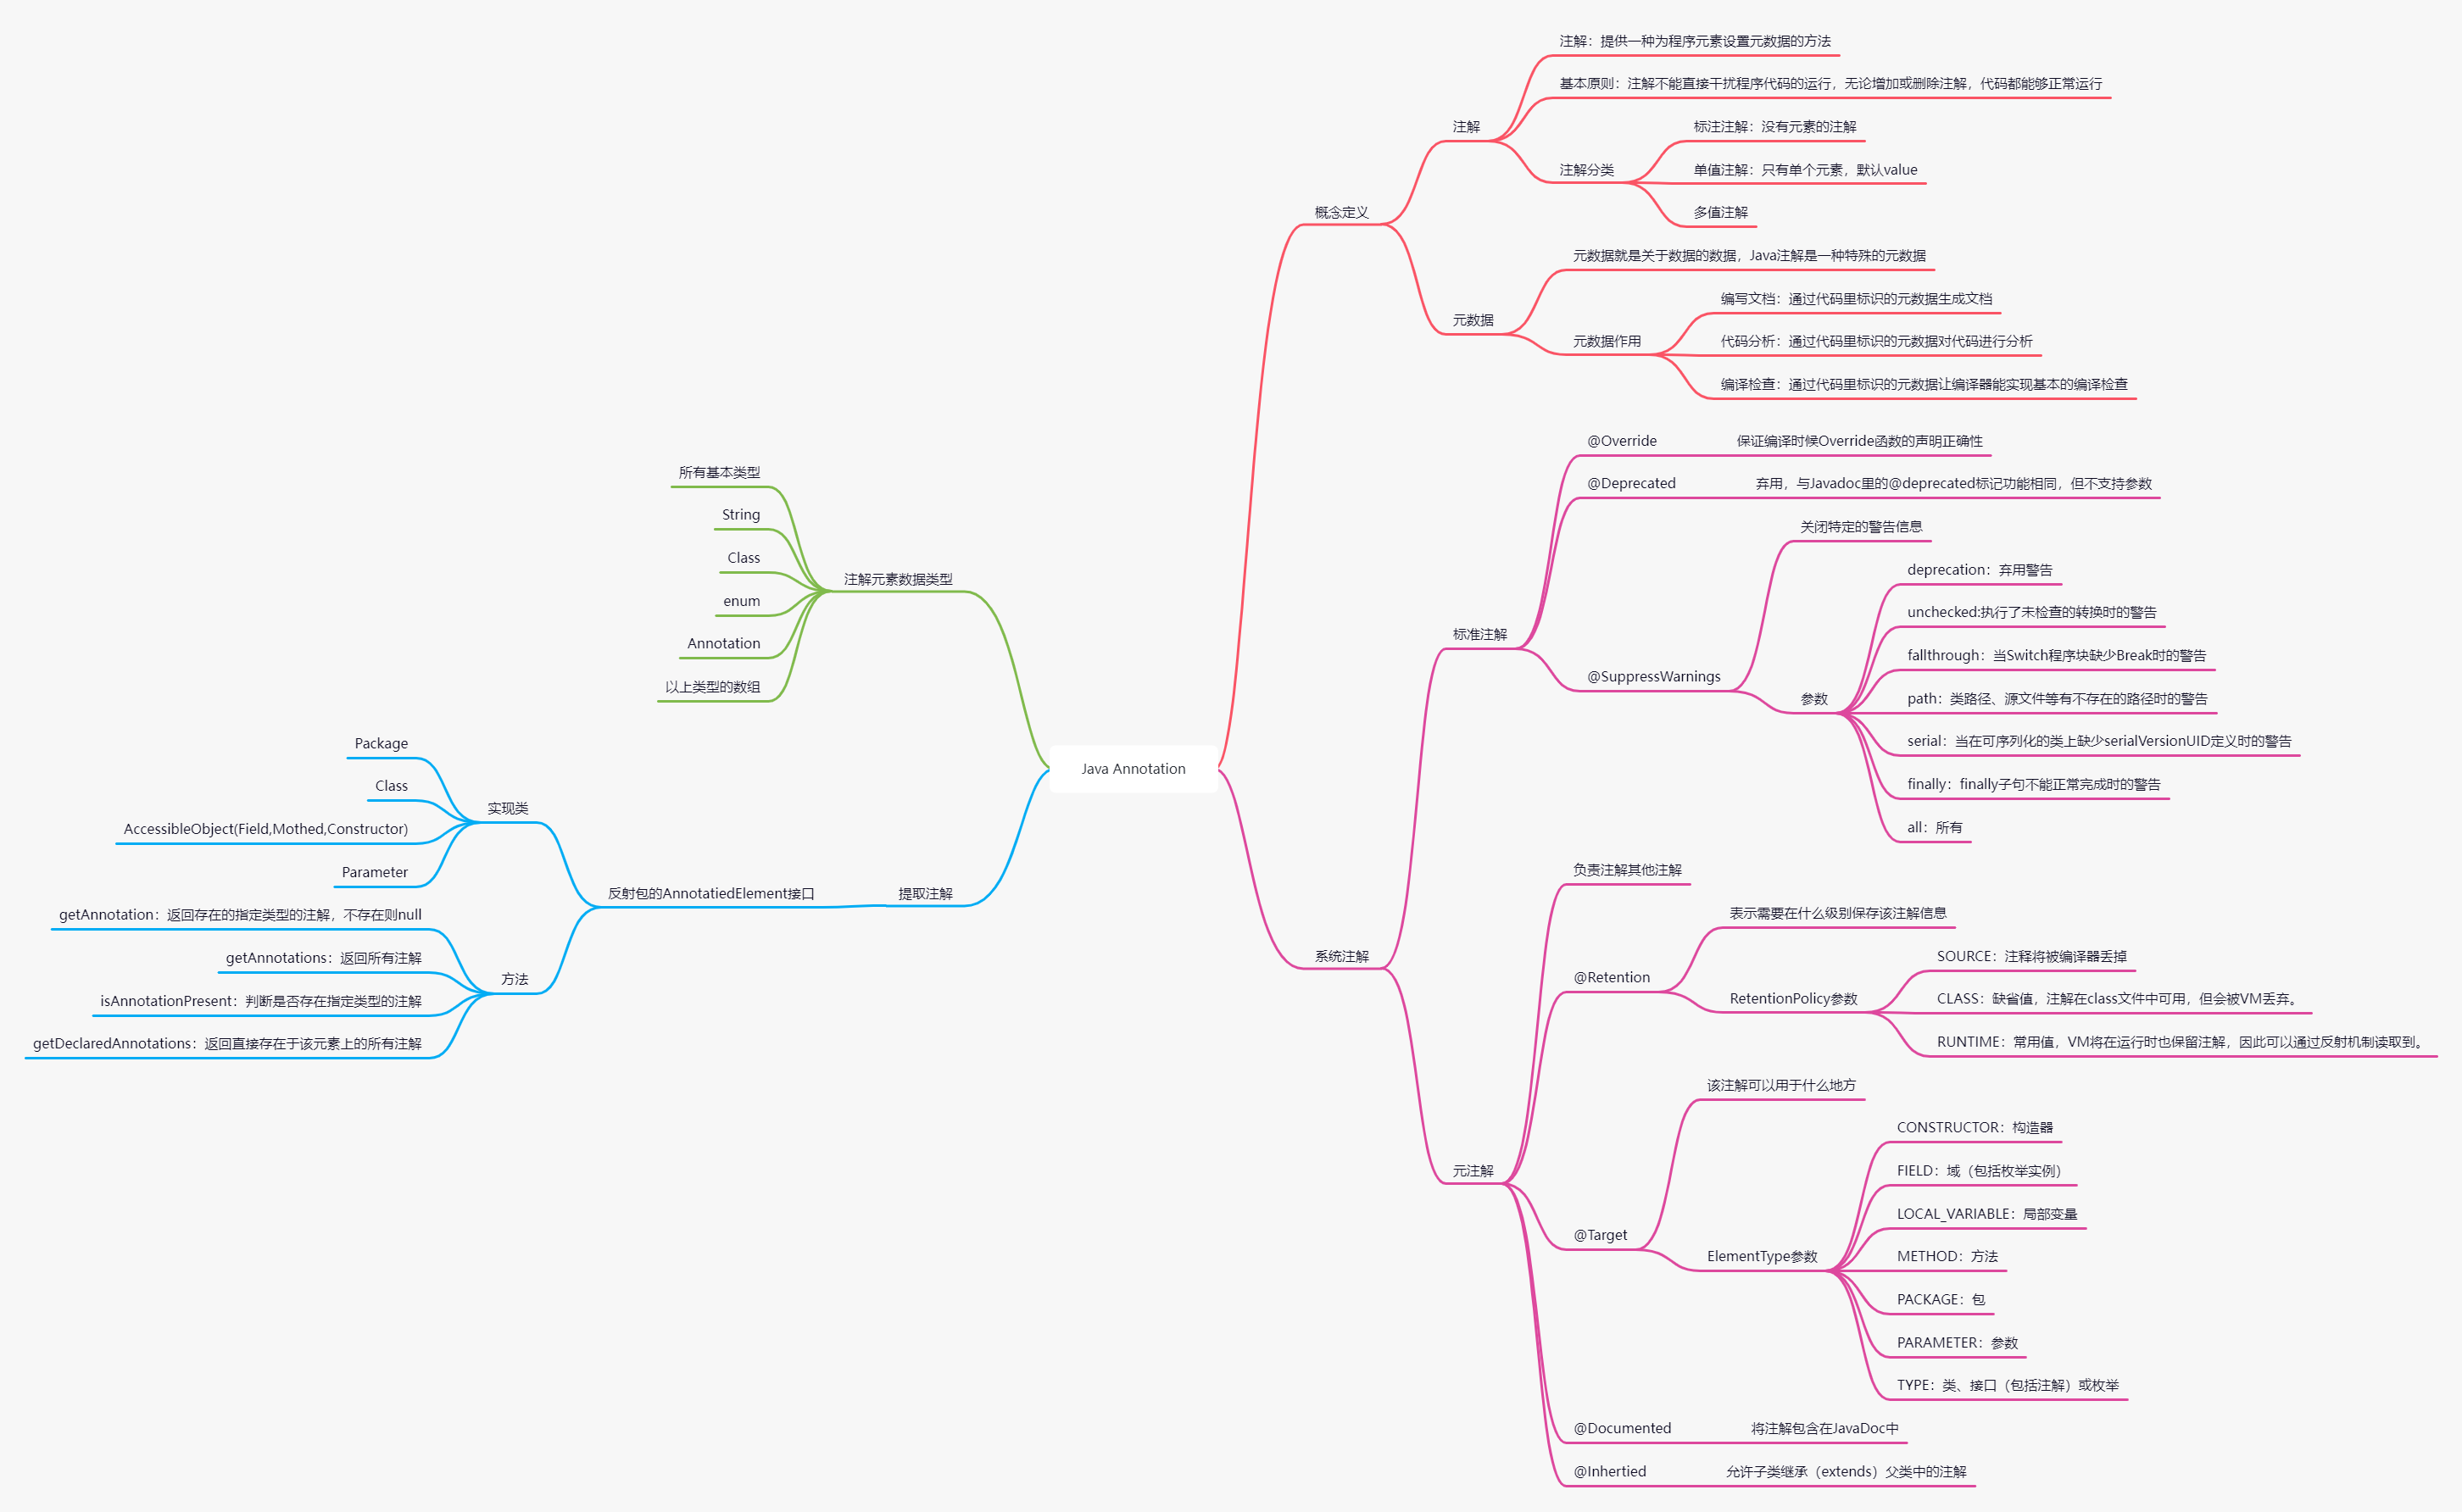 Java Annotation
概念定义
注解
注解：提供一种为程序元素设置元数据的方法
基本原则：注解不能直接干扰程序代码的运行，无论增加或删除注解，代码都能够正常运行
注解分类
标注注解：没有元素的注解
单值注解：只有单个元素，默认value
多值注解
元数据
元数据就是关于数据的数据，Java注解是一种特殊的元数据
元数据作用
编写文档：通过代码里标识的元数据生成文档
代码分析：通过代码里标识的元数据对代码进行分析
编译检查：通过代码里标识的元数据让编译器能实现基本的编译检查
系统注解
标准注解
@Override
保证编译时候Override函数的声明正确性
@Deprecated
弃用，与Javadoc里的@deprecated标记功能相同，但不支持参数
@SuppressWarnings
关闭特定的警告信息
参数
deprecation：弃用警告
unchecked:执行了未检查的转换时的警告
fallthrough：当Switch程序块缺少Break时的警告
path：类路径、源文件等有不存在的路径时的警告
serial：当在可序列化的类上缺少serialVersionUID定义时的警告
finally：finally子句不能正常完成时的警告
all：所有
元注解
负责注解其他注解
@Retention
表示需要在什么级别保存该注解信息
RetentionPolicy参数
SOURCE：注释将被编译器丢掉
CLASS：缺省值，注解在class文件中可用，但会被VM丢弃。
RUNTIME：常用值，VM将在运行时也保留注解，因此可以通过反射机制读取到。
@Target
该注解可以用于什么地方
ElementType参数
CONSTRUCTOR：构造器
FIELD：域（包括枚举实例）
LOCAL_VARIABLE：局部变量
METHOD：方法
PACKAGE：包
PARAMETER：参数
TYPE：类、接口（包括注解）或枚举
@Documented
将注解包含在JavaDoc中
@Inhertied
允许子类继承（extends）父类中的注解
注解元素数据类型
所有基本类型
String
Class
enum
Annotation
以上类型的数组
提取注解
反射包的AnnotatiedElement接口
实现类
Package
Class
AccessibleObject(Field,Mothed,Constructor)
Parameter
方法
getAnnotation：返回存在的指定类型的注解，不存在则null
getAnnotations：返回所有注解
isAnnotationPresent：判断是否存在指定类型的注解
getDeclaredAnnotations：返回直接存在于该元素上的所有注解